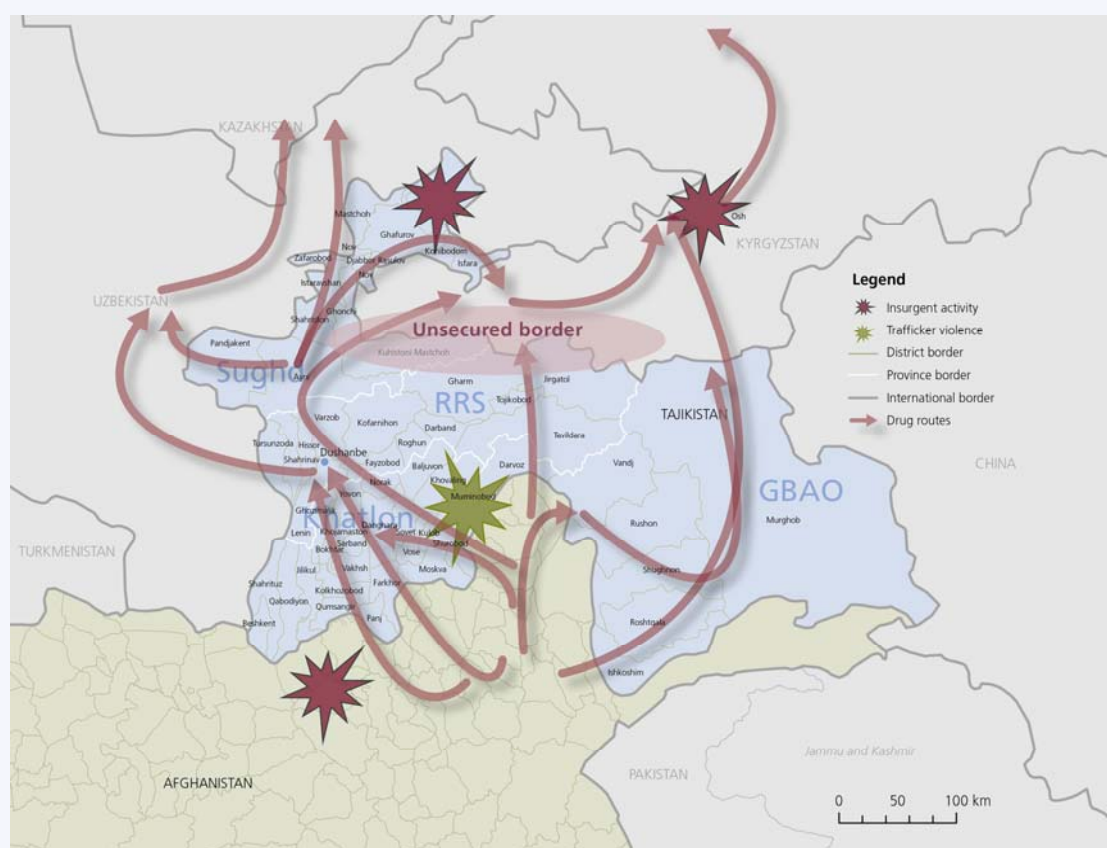 KAZAKHSTAN
Mastchoh
Ghafurov
Osh
KYRGYZSTAN
Nov
Konibodom
Zafarobod
Djabbor Rasulov
Isfara
Nov
Istaravshan
Legend
UZBEKISTAN
Ghonchi
Insurgent activity
Shahriston
Unsecured border
Trafficker violence
Pandjakent
Kuhistoni Mastchoh
District border
Sughd
Ayni
Gharm
Jirgatol
Province border
RRS
Tojikobod
International border
TAJIKISTAN
Varzob
Kofarnihon
Darband
Drug routes
Tursunzoda
Hissor
Roghun
Tavildara
Dushanbe
Shahrinav
Fayzobod
Baljuvon
Darvoz
Vandj
CHINA
Norak
Khovaling
Yovon
Muminobod
GBAO
Ghozimalik
Khatlon
Murghob
Lenin
Khojamaston
Danghara
Sovet
Kulob
Rushon
Sarband
Shurobod
TURKMENISTAN
Bokhtar
Vose
Jilikul
Vakhsh
Moskva
Shughnon
Shahrituz
Kolkhozobod
Farkhor
Qabodiyon
Qumsangir
Beshkent
Panj
Roshtqala
Ishkoshim
Jammu and Kashmir
AFGHANISTAN
PAKISTAN
0 50 100 km